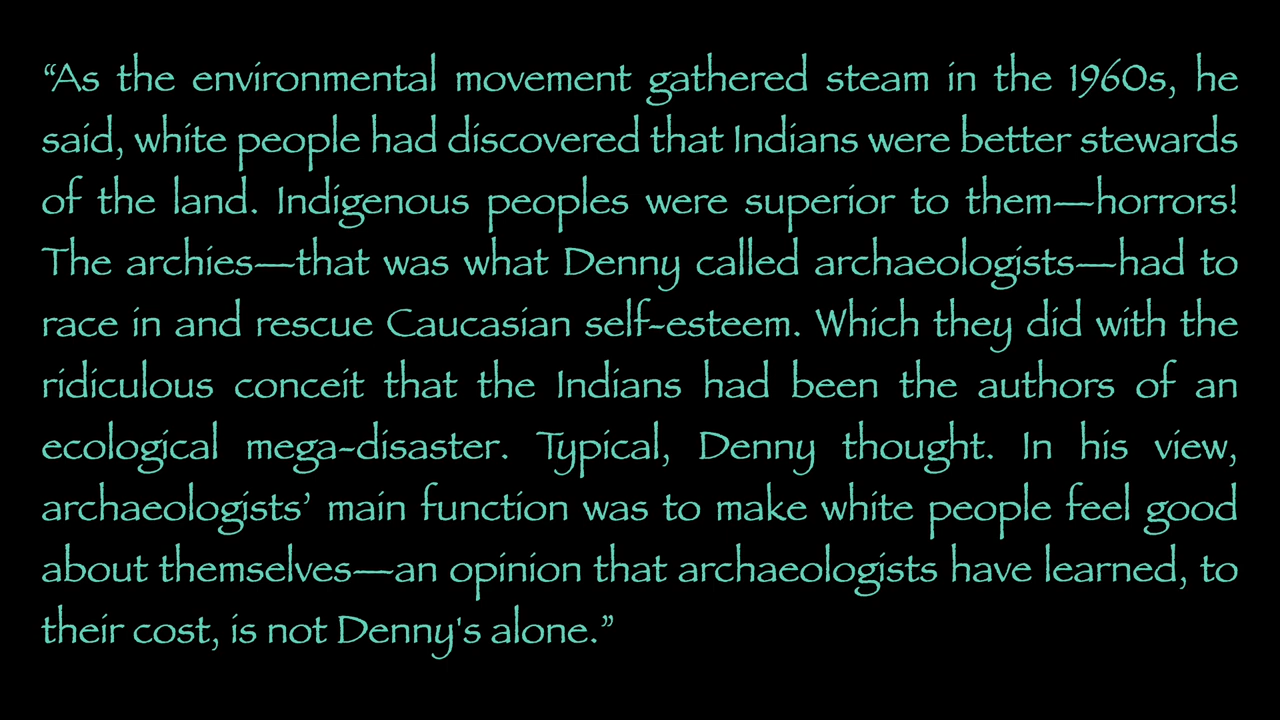 “As the environmental movement gathered steam in the 1960s, he
said, white people had discovered that Indians were better stewards
of the land. Indigenous peoples were superior to them—horrors!
The archies—that was what Denny called archaeologists—had to
race in and rescue Caucasian self-esteem. Which they did with the
ridiculous conceit that the Indians had been the authors of an
ecological mega-disaster. Typical, Denny thought. In his view,
archaeologists’ main function was to make white people feel good
about themselves—an opinion that archaeologists have learned, to
their cost, is not Denny's alone.”